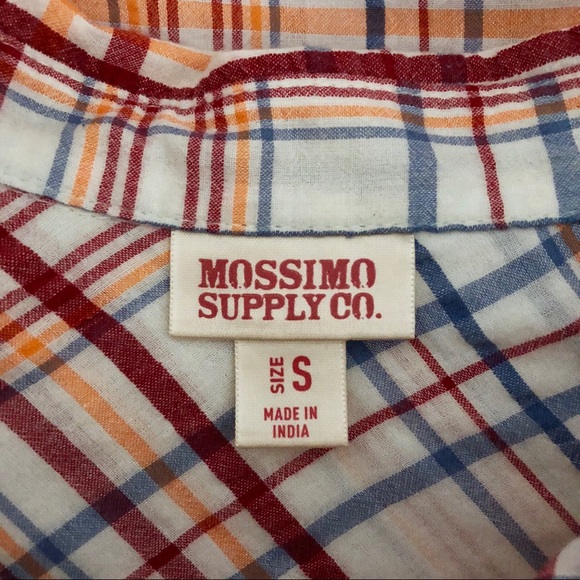 MOSSIMO
SUPPLY CO.
SIZE S
MADE IN
INDIA